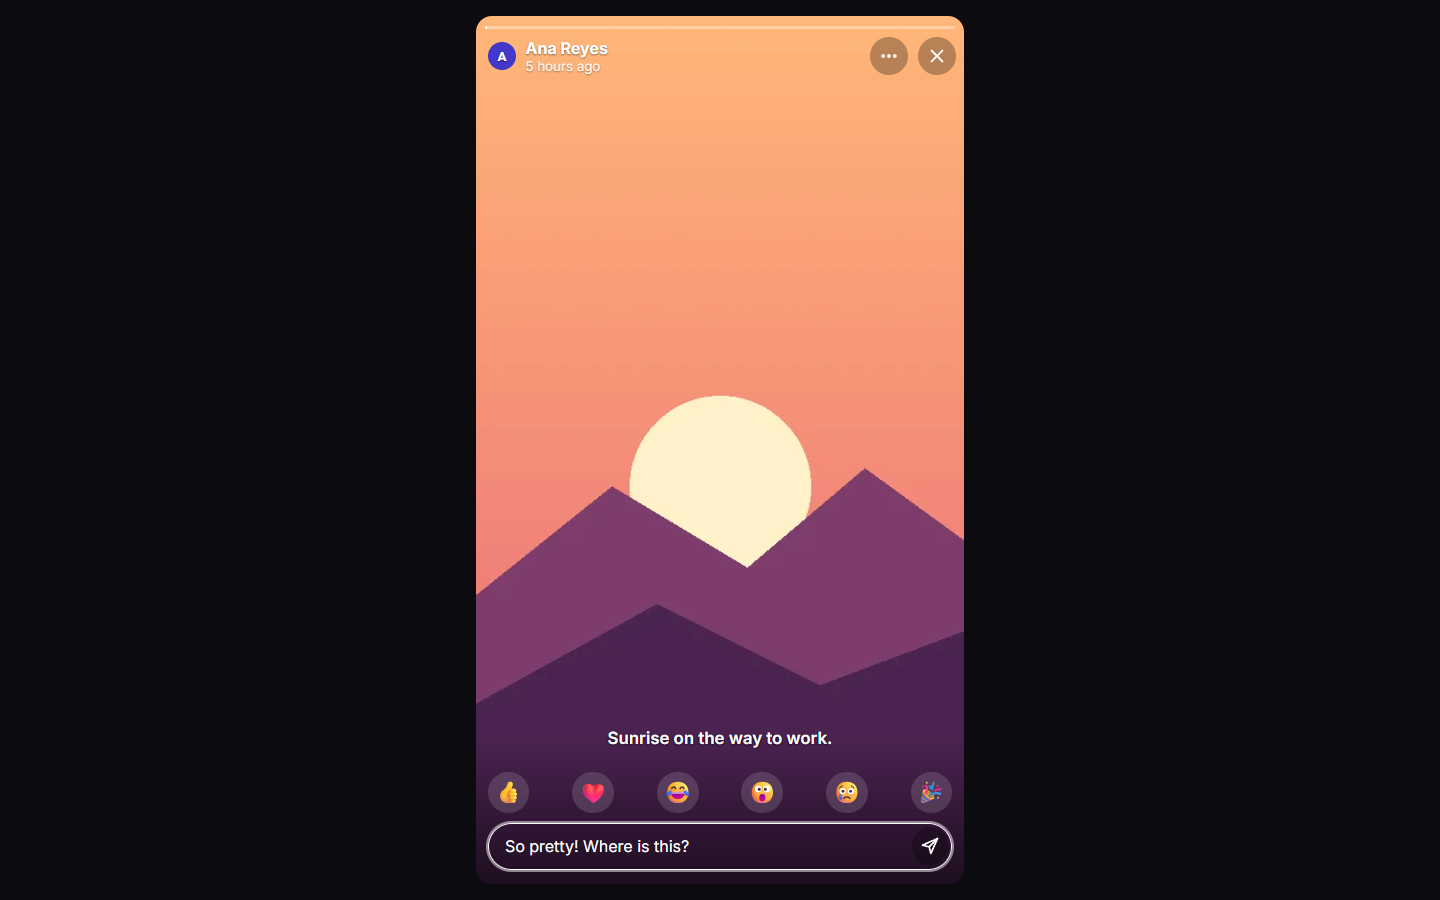 A
Ana Reyes
5 hours ago
Sunrise on the way to work.
So pretty! Where is this?